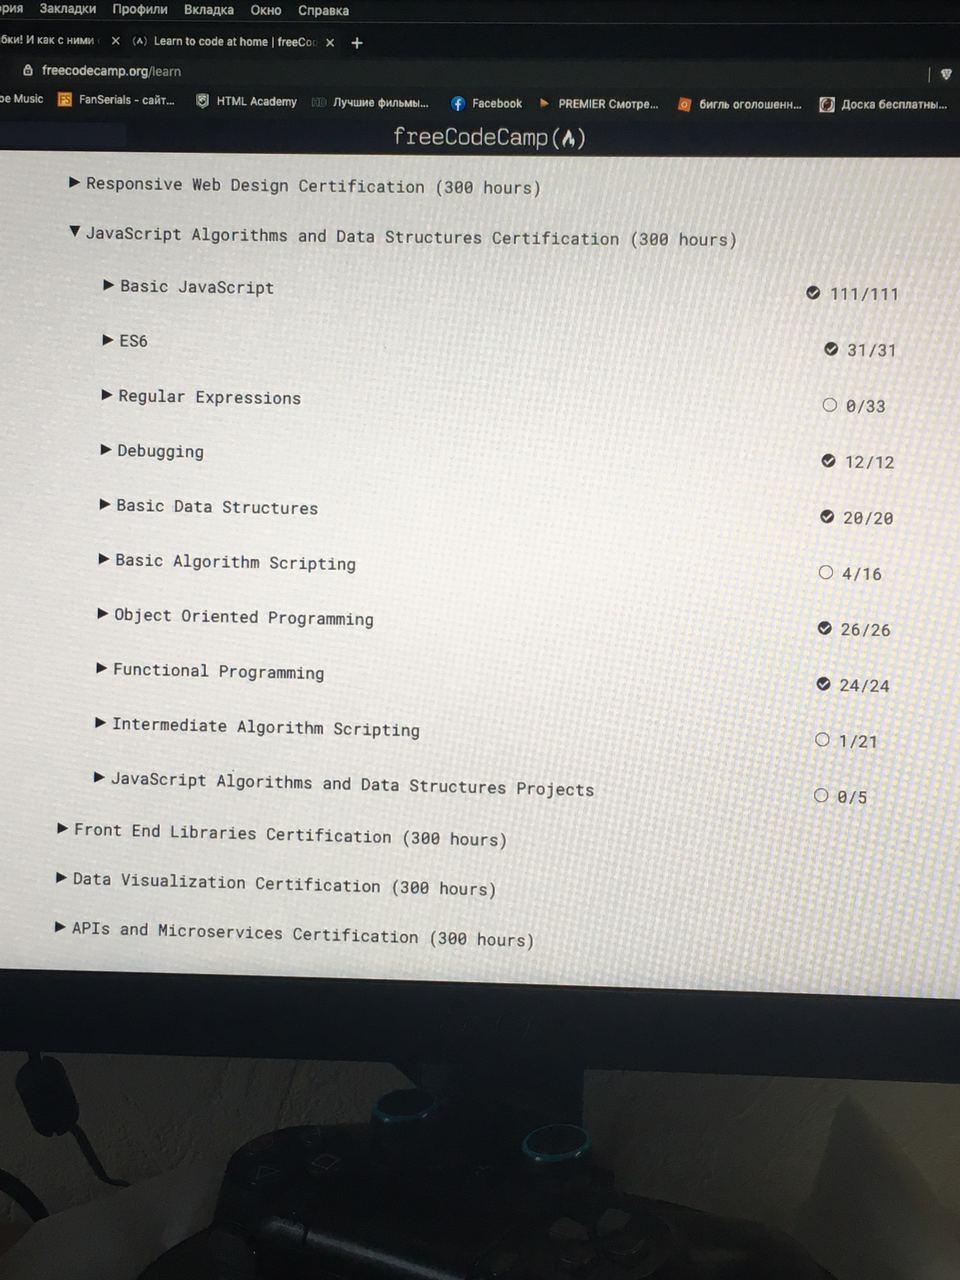 рия Закладки Профили Вкладка Окно Справка
бки! И как с ними × (λ) Learn to code at home | freeCo × +
freecodecamp.org/learn
be Music FanSerials - сайт... HTML Academy HD Лучшие фильмы... Facebook PREMIER Смотре... бигль оголошенн... Доска бесплатны...
freeCodeCamp
Responsive Web Design Certification (300 hours)
JavaScript Algorithms and Data Structures Certification (300 hours)
Basic JavaScript 111/111
ES6 31/31
Regular Expressions 0/33
Debugging 12/12
Basic Data Structures 20/20
Basic Algorithm Scripting 4/16
Object Oriented Programming 26/26
Functional Programming 24/24
Intermediate Algorithm Scripting 1/21
JavaScript Algorithms and Data Structures Projects 0/5
Front End Libraries Certification (300 hours)
Data Visualization Certification (300 hours)
APIs and Microservices Certification (300 hours)